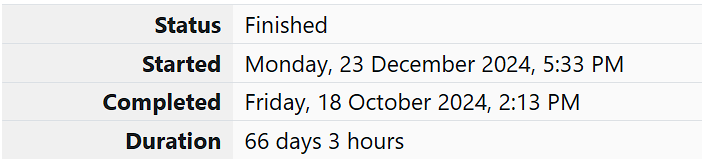 Status Finished
Started Monday, 23 December 2024, 5:33 PM
Completed Friday, 18 October 2024, 2:13 PM
Duration 66 days 3 hours